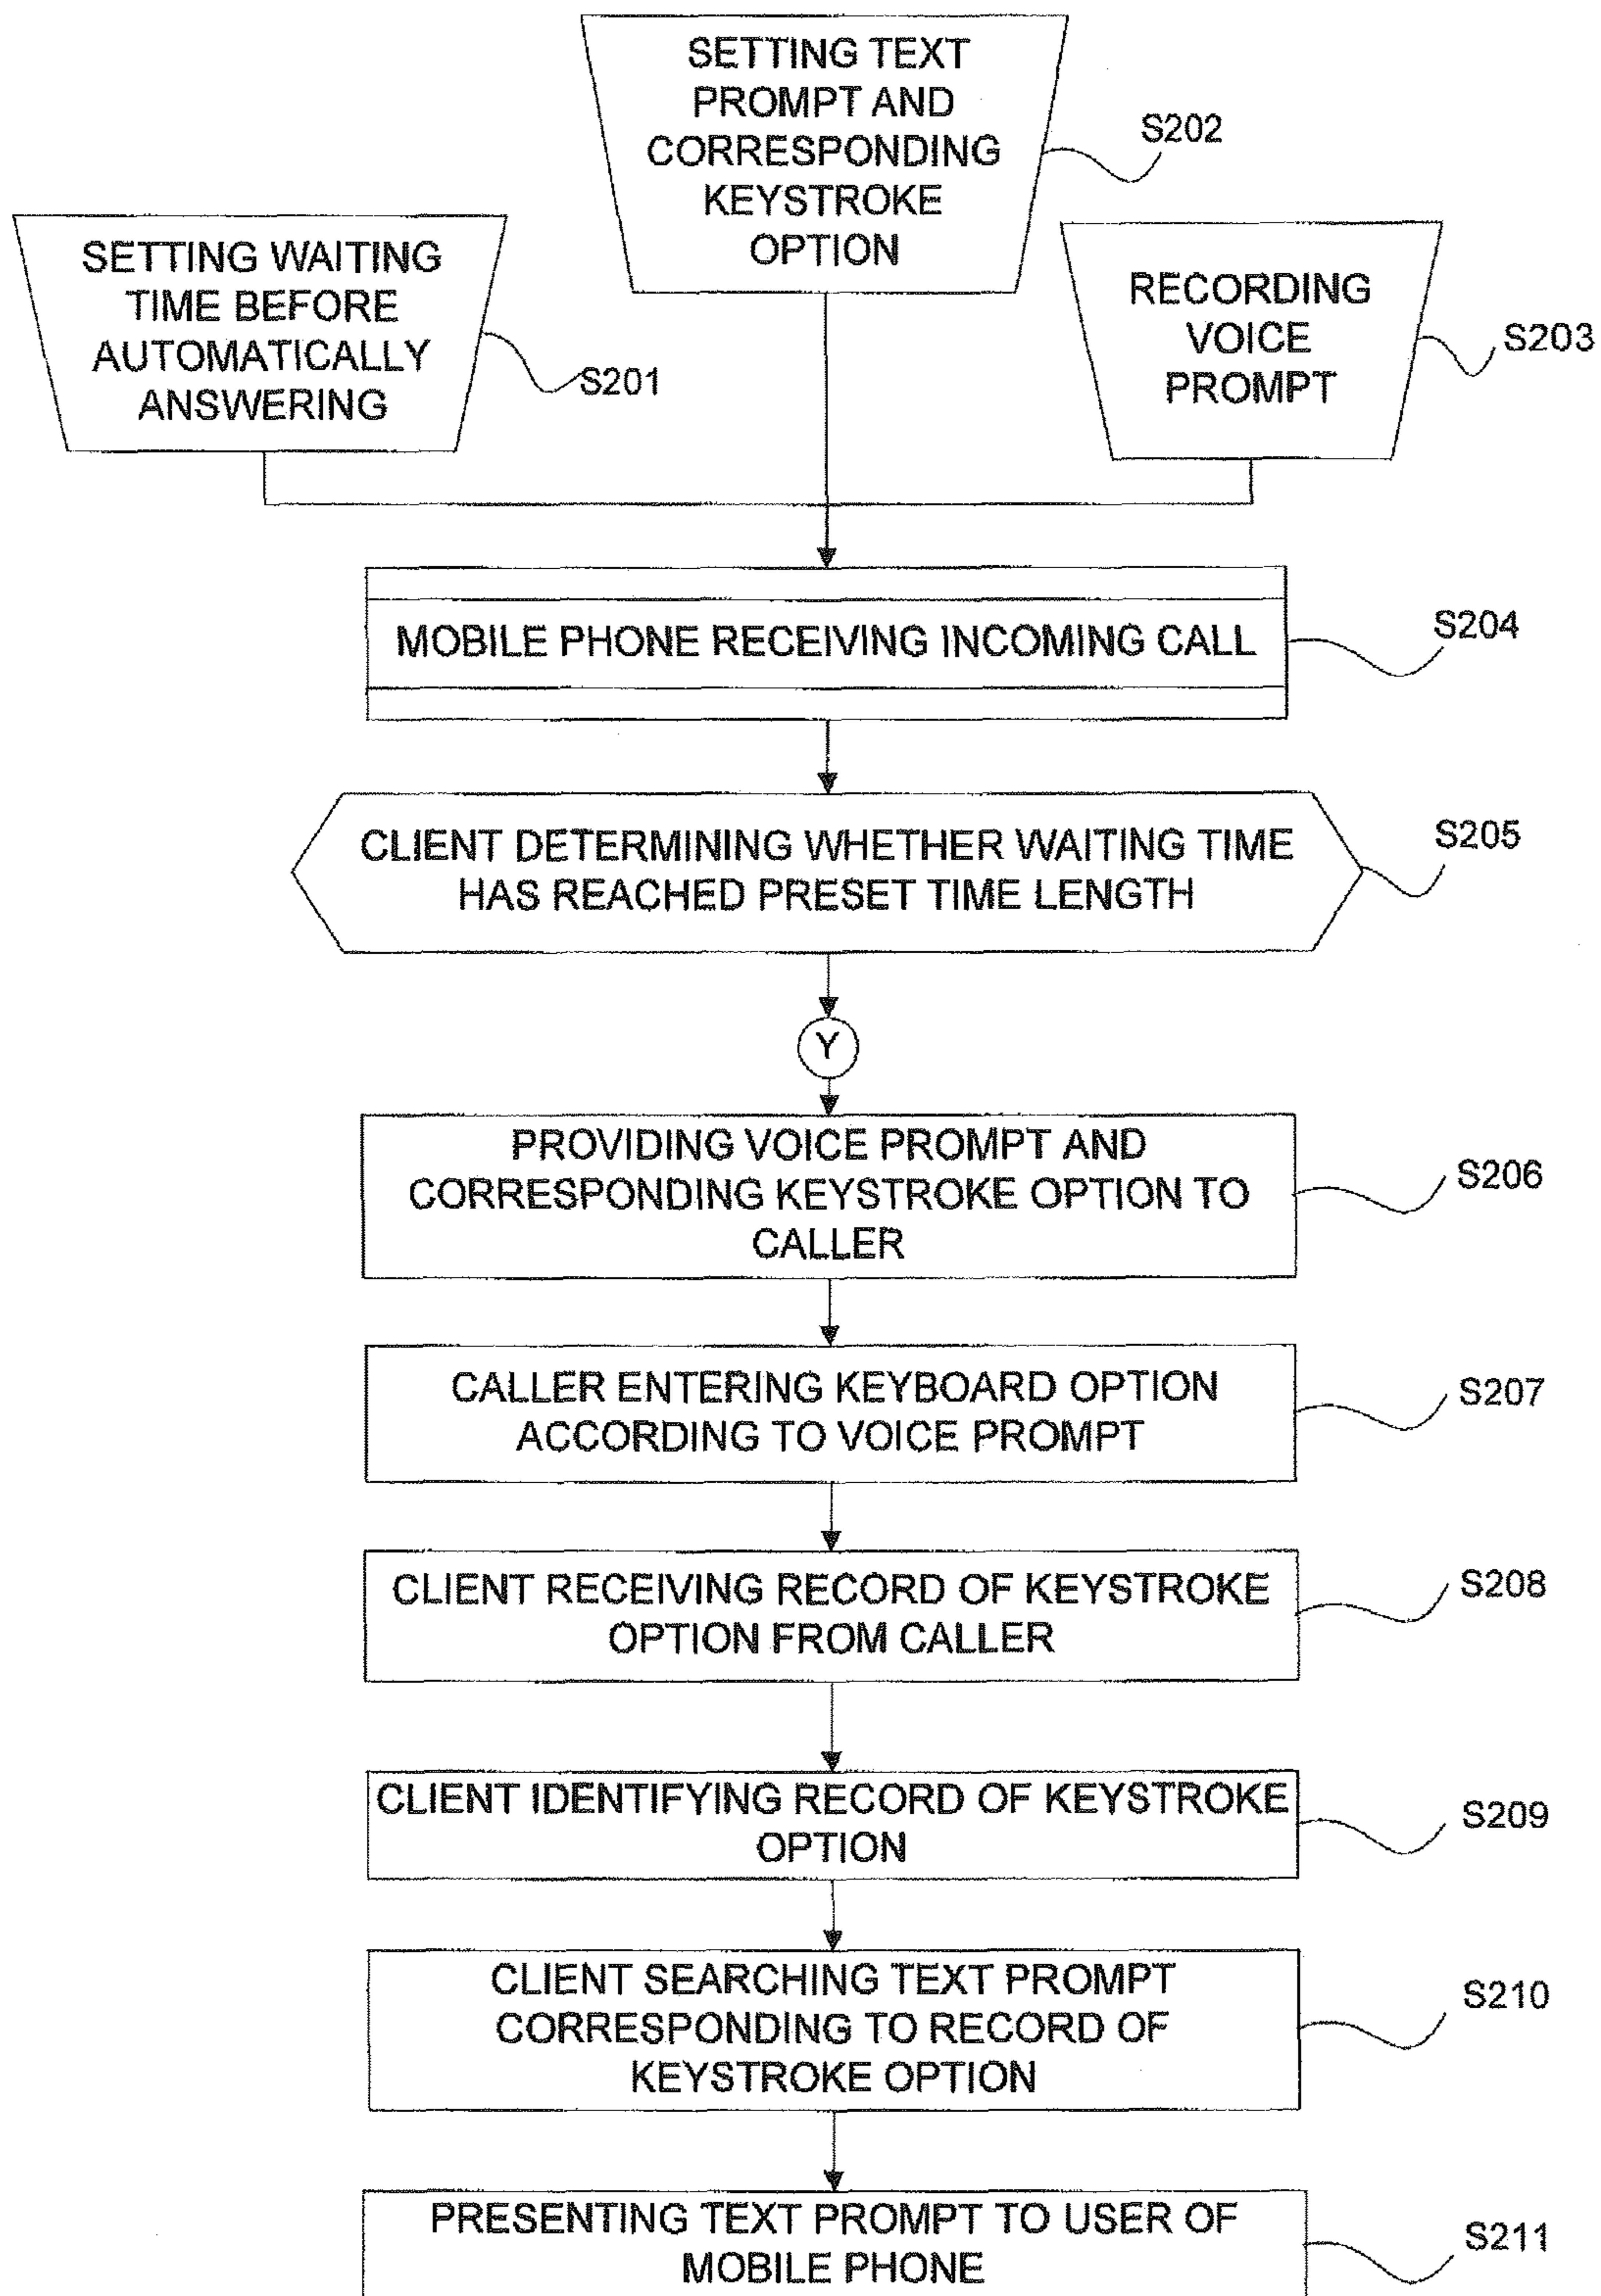 SETTING TEXT
PROMPT AND
CORRESPONDING
KEYSTROKE
OPTION
S202
SETTING WAITING
TIME BEFORE
AUTOMATICALLY
ANSWERING
S201
RECORDING
VOICE
PROMPT
S203
MOBILE PHONE RECEIVING INCOMING CALL
S204
CLIENT DETERMINING WHETHER WAITING TIME
HAS REACHED PRESET TIME LENGTH
S205
Y
PROVIDING VOICE PROMPT AND
CORRESPONDING KEYSTROKE OPTION TO
CALLER
S206
CALLER ENTERING KEYBOARD OPTION
ACCORDING TO VOICE PROMPT
S207
CLIENT RECEIVING RECORD OF KEYSTROKE
OPTION FROM CALLER
S208
CLIENT IDENTIFYING RECORD OF KEYSTROKE
OPTION
S209
CLIENT SEARCHING TEXT PROMPT
CORRESPONDING TO RECORD OF
KEYSTROKE OPTION
S210
PRESENTING TEXT PROMPT TO USER OF
MOBILE PHONE
S211